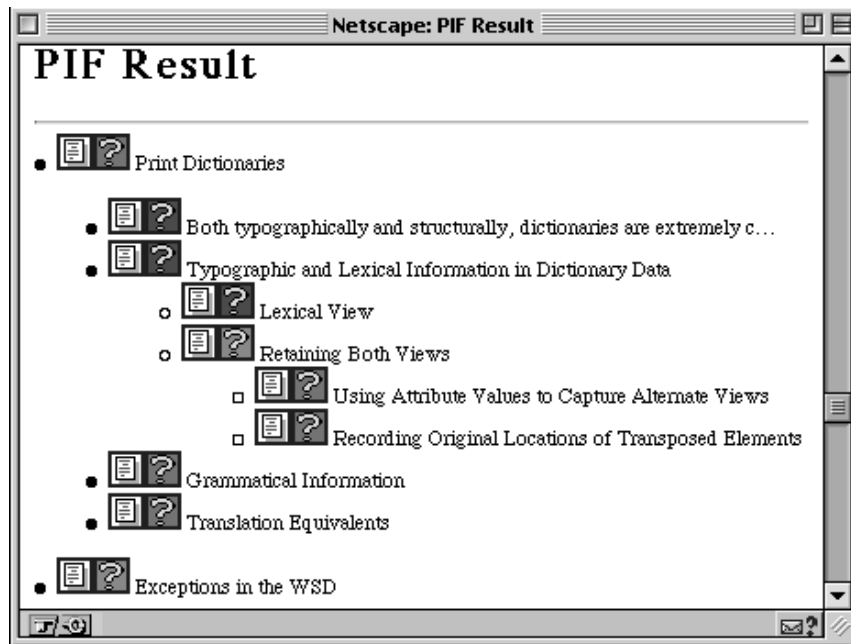 Netscape: PIF Result
PIF Result
Print Dictionaries
Both typographically and structurally, dictionaries are extremely c...
Typographic and Lexical Information in Dictionary Data
Lexical View
Retaining Both Views
Using Attribute Values to Capture Alternate Views
Recording Original Locations of Transposed Elements
Grammatical Information
Translation Equivalents
Exceptions in the WSD